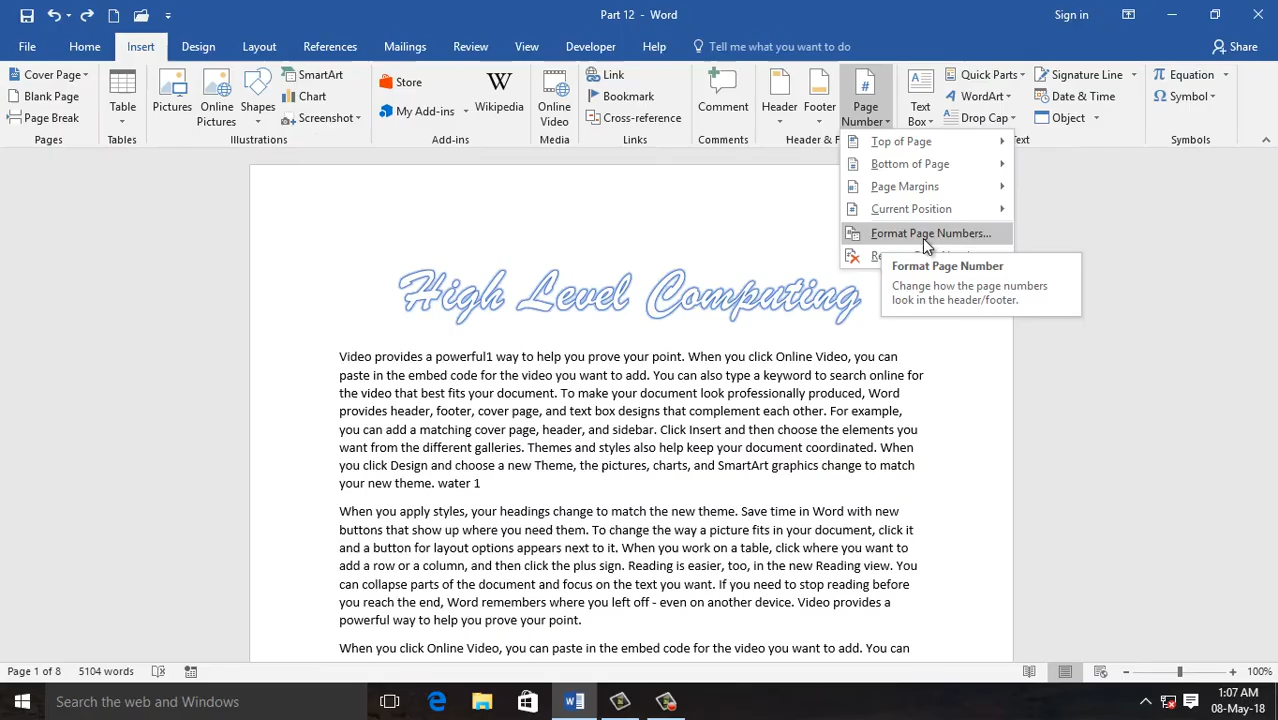 Part 12 - Word
Sign in
File Home Insert Design Layout References Mailings Review View Developer Help Tell me what you want to do Share
Cover Page
Blank Page
Page Break
Pages
Table
Tables
Pictures
Online Pictures
Shapes
SmartArt
Chart
Screenshot
Illustrations
Store
My Add-ins
Wikipedia
W
Add-ins
Online Video
Media
Link
Bookmark
Cross-reference
Links
Comment
Comments
Header
Footer
Page Number
Header & F
Text Box
A
Quick Parts
WordArt
Drop Cap
Signature Line
Date & Time
Object
Text
Equation
Symbol
Symbols
Top of Page
Bottom of Page
Page Margins
Current Position
Format Page Numbers...
Format Page Number
Change how the page numbers
look in the header/footer.
High Level Computing
Video provides a powerful1 way to help you prove your point. When you click Online Video, you can
paste in the embed code for the video you want to add. You can also type a keyword to search online for
the video that best fits your document. To make your document look professionally produced, Word
provides header, footer, cover page, and text box designs that complement each other. For example,
you can add a matching cover page, header, and sidebar. Click Insert and then choose the elements you
want from the different galleries. Themes and styles also help keep your document coordinated. When
you click Design and choose a new Theme, the pictures, charts, and SmartArt graphics change to match
your new theme. water 1
When you apply styles, your headings change to match the new theme. Save time in Word with new
buttons that show up where you need them. To change the way a picture fits in your document, click it
and a button for layout options appears next to it. When you work on a table, click where you want to
add a row or a column, and then click the plus sign. Reading is easier, too, in the new Reading view. You
can collapse parts of the document and focus on the text you want. If you need to stop reading before
you reach the end, Word remembers where you left off - even on another device. Video provides a
powerful way to help you prove your point.
When you click Online Video, you can paste in the embed code for the video you want to add. You can
Page 1 of 8 5104 words 100%
Search the web and Windows
1:07 AM
08-May-18